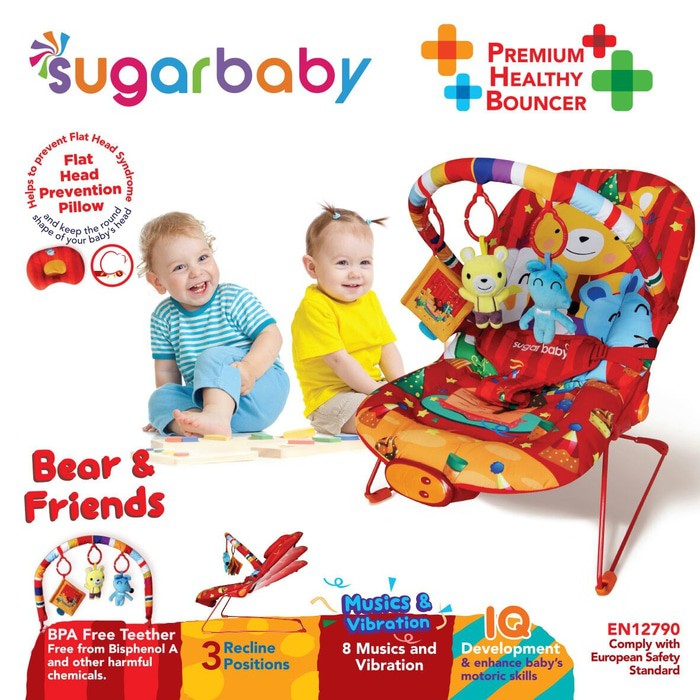 sugarbaby
PREMIUM
HEALTHY
BOUNCER
Helps to prevent Flat Head Syndrome
Flat
Head
Prevention
Pillow
and keep the round
shape of your baby's head
sugar baby
Bear &
Friends
BPA Free Teether
Free from Bisphenol A
and other harmful
chemicals.
3 Recline
Positions
Musics &
Vibration
8 Musics and
Vibration
IQ
Development
& enhance baby's
motoric skills
EN12790
Comply with
European Safety
Standard